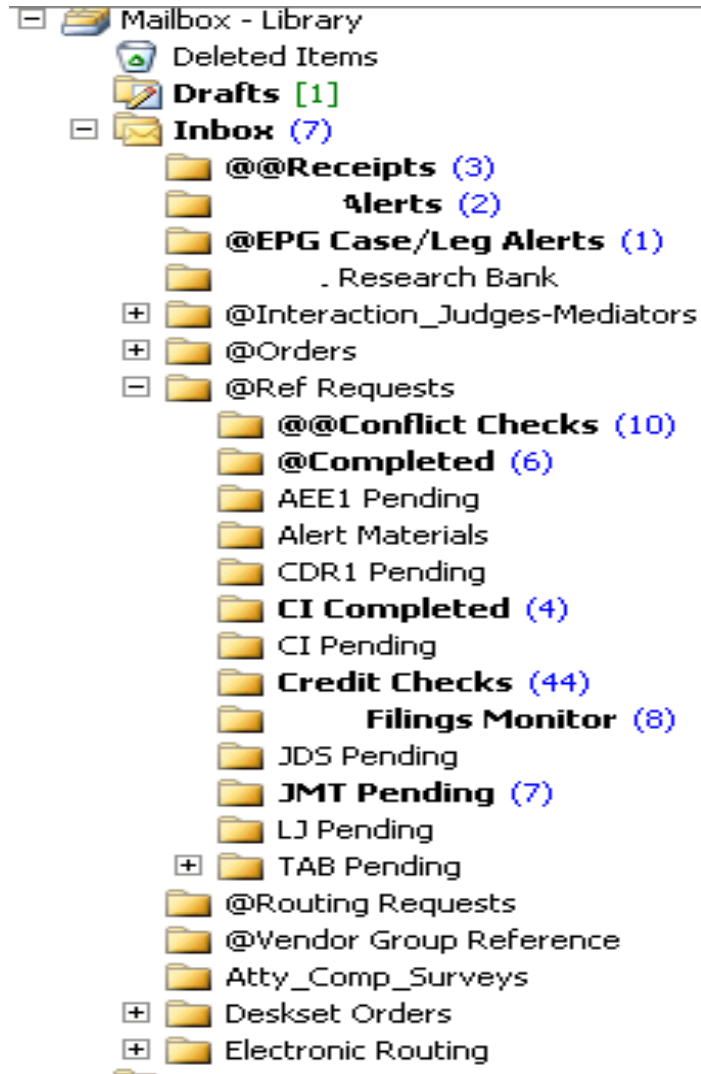 Mailbox - Library
Deleted Items
Drafts [1]
Inbox (7)
@@Receipts (3)
Alerts (2)
@EPG Case/Leg Alerts (1)
. Research Bank
@Interaction_Judges-Mediators
@Orders
@Ref Requests
@@Conflict Checks (10)
@Completed (6)
AEE1 Pending
Alert Materials
CDR1 Pending
CI Completed (4)
CI Pending
Credit Checks (44)
Filings Monitor (8)
JDS Pending
JMT Pending (7)
LJ Pending
TAB Pending
@Routing Requests
@Vendor Group Reference
Atty_Comp_Surveys
Deskset Orders
Electronic Routing